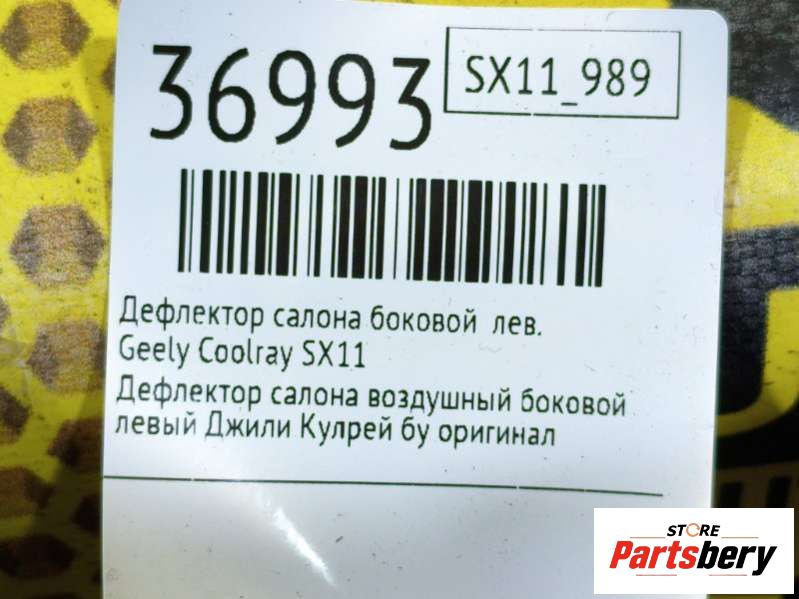 36993
SX11_989
Дефлектор салона боковой лев.
Geely Coolray SX11
Дефлектор салона воздушный боковой
левый Джили Кулрей бу оригинал
STORE
Partsbery